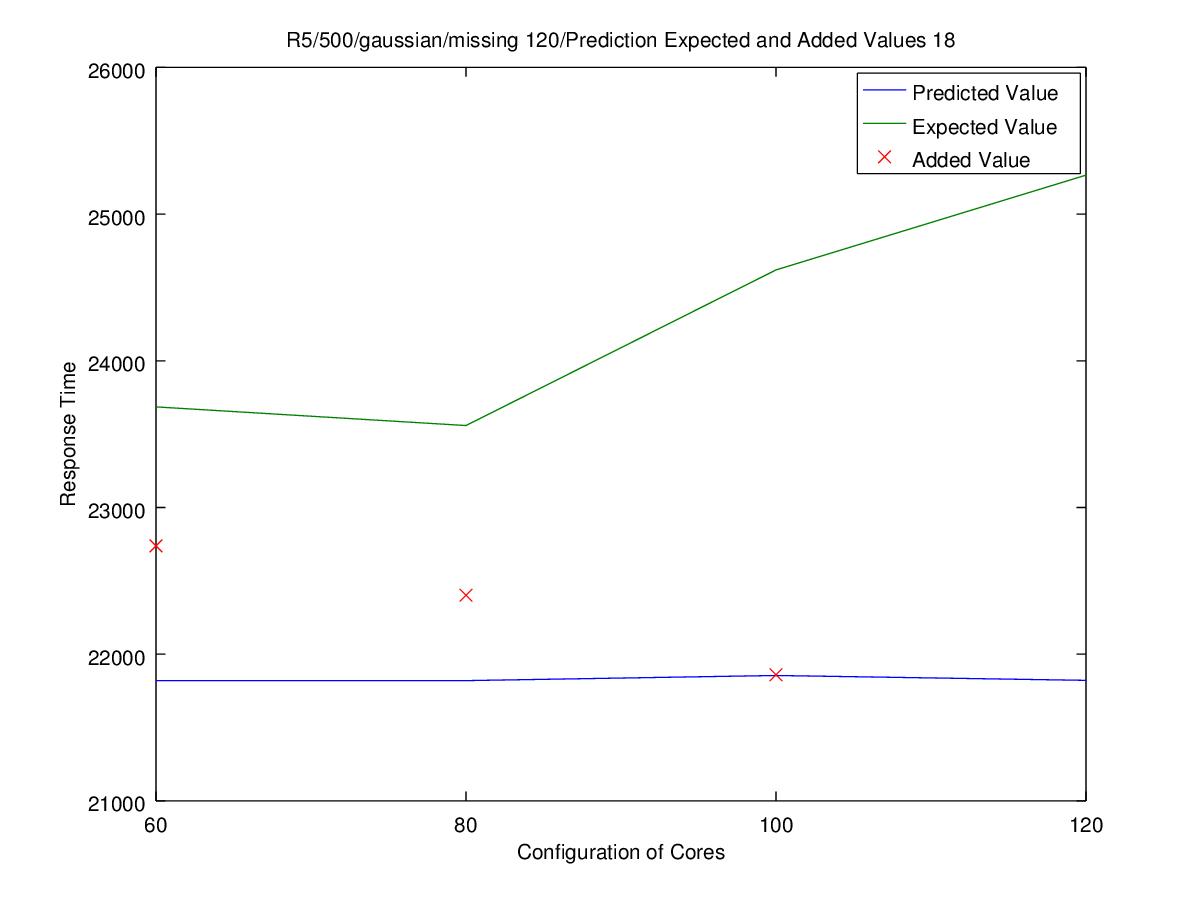 R5/500/gaussian/missing 120/Prediction Expected and Added Values 18
26000
25000
24000
23000
22000
21000
Response Time
Predicted Value
Expected Value
Added Value
60
80
100
120
Configuration of Cores